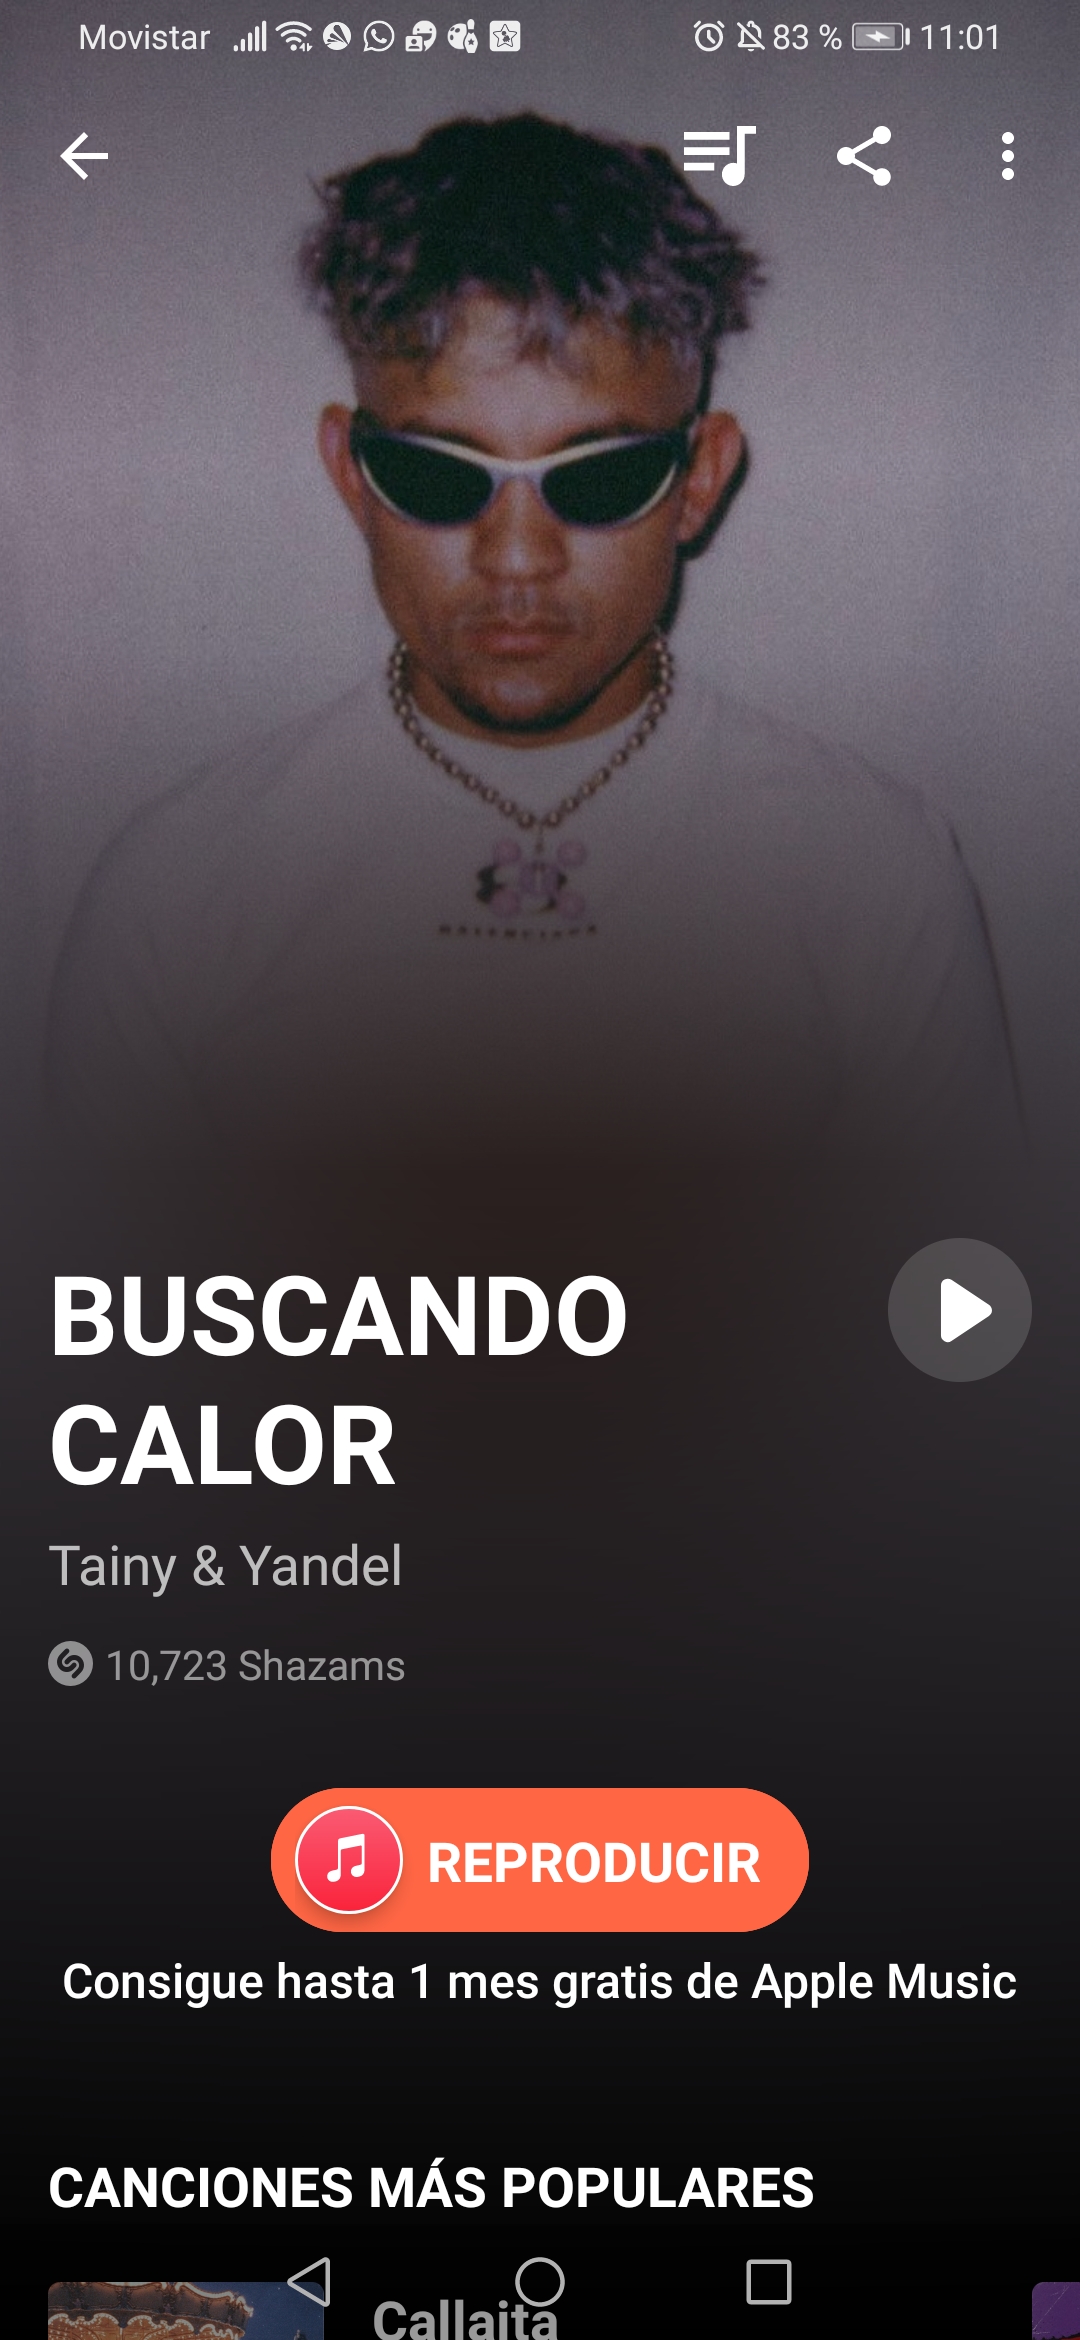 Movistar 83 % 11:01
BUSCANDO
CALOR
Tainy & Yandel
10,723 Shazams
REPRODUCIR
Consigue hasta 1 mes gratis de Apple Music
CANCIONES MÁS POPULARES
Callaita